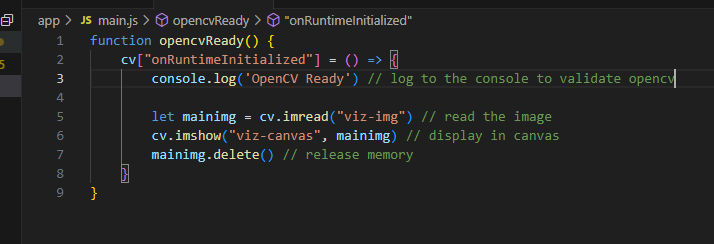 app > JS main.js > opencvReady > "onRuntimeInitialized"
1 function opencvReady() {
2 cv["onRuntimeInitialized"] = () => {
3 console.log('OpenCV Ready') // log to the console to validate opencv
4
5 let mainimg = cv.imread("viz-img") // read the image
6 cv.imshow("viz-canvas", mainimg) // display in canvas
7 mainimg.delete() // release memory
8 }
9 }
5